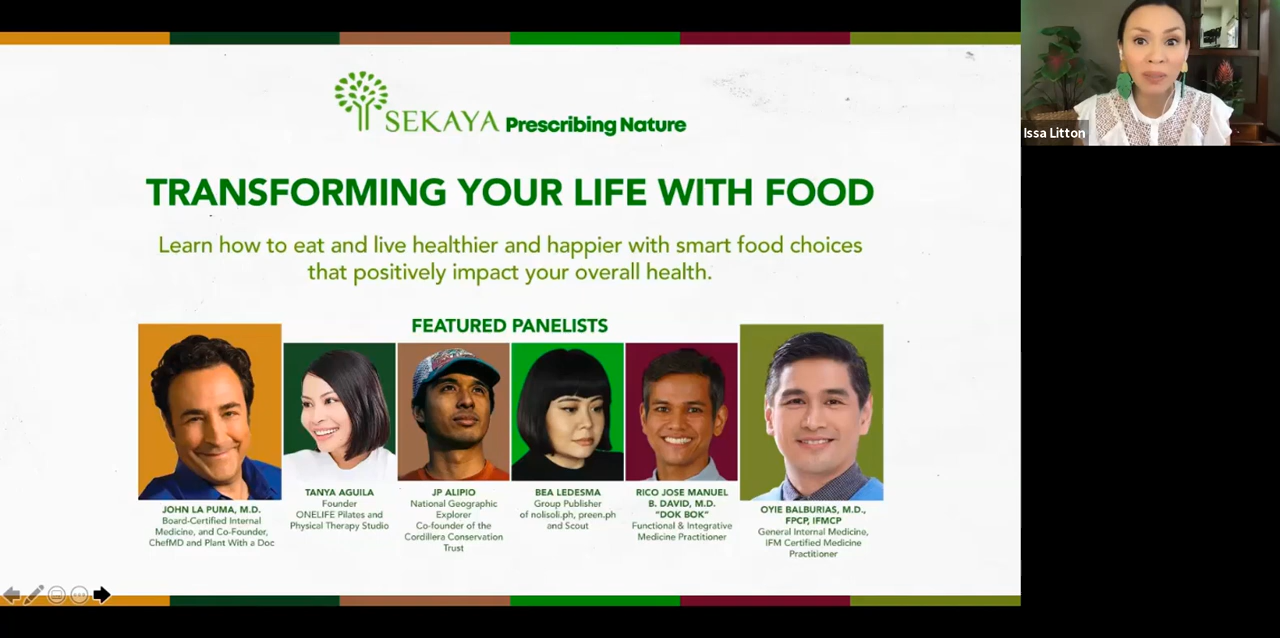 SEKAYA Prescribing Nature
TRANSFORMING YOUR LIFE WITH FOOD
Learn how to eat and live healthier and happier with smart food choices
that positively impact your overall health.
FEATURED PANELISTS
JOHN LA PUMA, M.D.
Board-Certified Internal
Medicine, and Co-Founder,
ChefMD and Plant With a Doc
TANYA AGUILA
Founder
ONELIFE Pilates and
Physical Therapy Studio
JP ALIPIO
National Geographic
Explorer
Co-founder of the
Cordillera Conservation
Trust
BEA LEDESMA
Group Publisher
of nolisoli.ph, preen.ph
and Scout
RICO JOSE MANUEL
B. DAVID, M.D.
"DOK BOK"
Functional & Integrative
Medicine Practitioner
OYIE BALBURIAS, M.D.,
FPCP, IFMCP
General Internal Medicine,
IFM Certified Medicine
Practitioner
Issa Litton